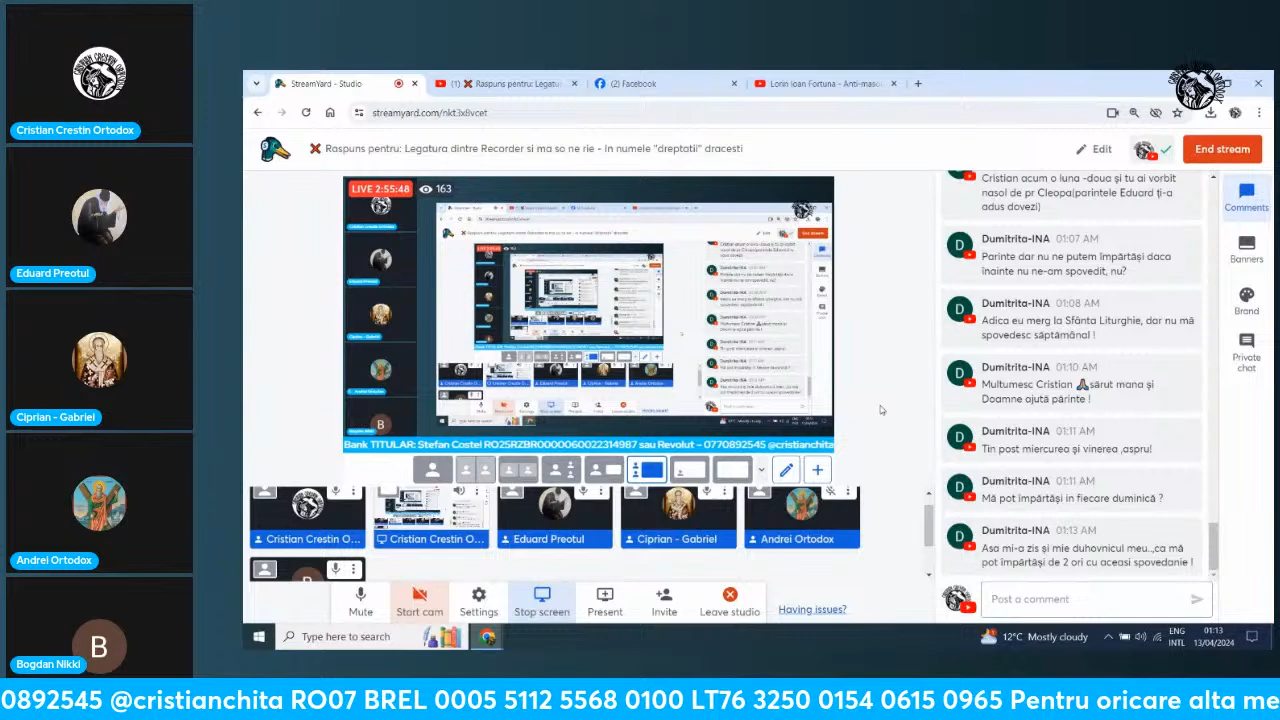 Cristian Crestin Ortodox
Eduard Preotul
Ciprian - Gabriel
Andrei Ortodox
B
Bogdan Nikki
StreamYard - Studio
(1) ❌ Raspuns pentru: Legatu
(2) Facebook
Lorin Ioan Fortuna - Anti-maso
streamyard.com/nkt3x8vcet
❌ Raspuns pentru: Legatura dintre Recorder si ma so ne rie - In numele "dreptatii" dracesti
Edit
End stream
LIVE 2:55:48
163
Bank TITULAR: Stefan Costel RO25RZBR0000060022314987 sau Revolut - 0770892545 @cristianchita
Cristian Crestin O...
Cristian Crestin O...
Eduard Preotul
Ciprian - Gabriel
Andrei Ortodox
Mute
Start cam
Settings
Stop screen
Present
Invite
Leave studio
Having issues?
Cristian acum o luna -doua și tu ai vorbit
nasol de pr Cleopa(parintele Eduard ți-a
adus dovezi)
D
Dumitrita-INA 01:07 AM
Parinte dar nu ne putem împărtăși daca
înainte nu ne-am spovedit, nu?
D
Dumitrita-INA 01:08 AM
Adica eu merg la Sfânta Liturghie, dar nu mă
spovedesc săptămânal !
D
Dumitrita-INA 01:10 AM
Multumesc Cristian 🙏sărut mana și
Doamne ajută părinte !
D
Dumitrita-INA 01:11 AM
Tin post miercurea și vinerea ,aspru!
D
Dumitrita-INA 01:11 AM
Mă pot împărtăși in fiecare duminică ?
D
Dumitrita-INA 01:13 AM
Asa mi-a zis și mie duhovnicul meu..,ca mă
pot împărtăși de 2 ori cu aceasi spovedanie !
Post a comment
Comments
Banners
Brand
Private
chat
Type here to search
12°C Mostly cloudy
ENG
INTL
01:13
13/04/2024
0892545 @cristianchita RO07 BREL 0005 5112 5568 0100 LT76 3250 0154 0615 0965 Pentru oricare alta me